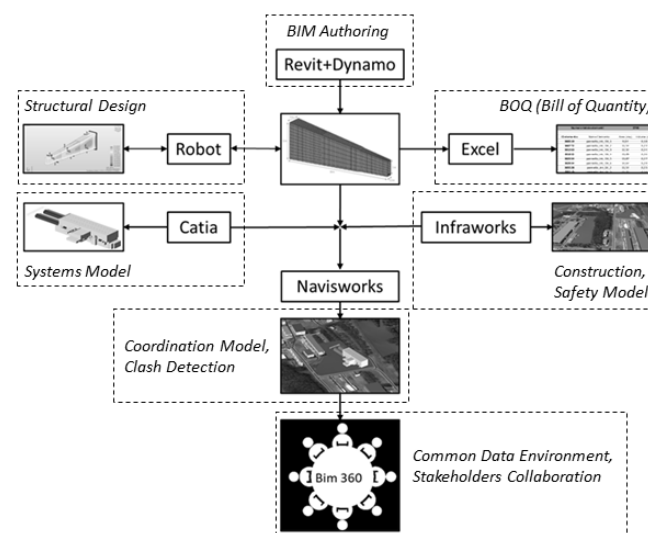 BIM Authoring
Revit+Dynamo
Structural Design
Robot
BOQ (Bill of Quantity)
Excel
Catia
Systems Model
Infraworks
Construction,
Safety Model
Navisworks
Coordination Model,
Clash Detection
Bim 360
Common Data Environment,
Stakeholders Collaboration